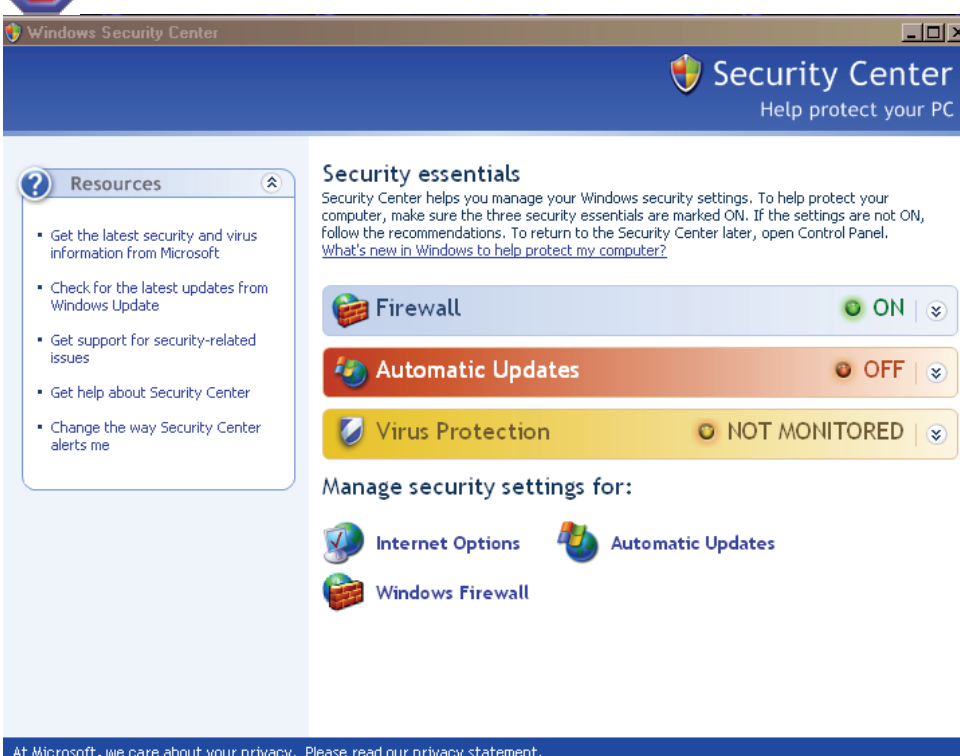 Windows Security Center
Security Center
Help protect your PC
Resources
Get the latest security and virus
information from Microsoft
Check for the latest updates from
Windows Update
Get support for security-related
issues
Get help about Security Center
Change the way Security Center
alerts me
Security essentials
Security Center helps you manage your Windows security settings. To help protect your
computer, make sure the three security essentials are marked ON. If the settings are not ON,
follow the recommendations. To return to the Security Center later, open Control Panel.
What's new in Windows to help protect my computer?
Firewall ON
Automatic Updates OFF
Virus Protection NOT MONITORED
Manage security settings for:
Internet Options Automatic Updates
Windows Firewall
At Microsoft, we care about your privacy. Please read our privacy statement.